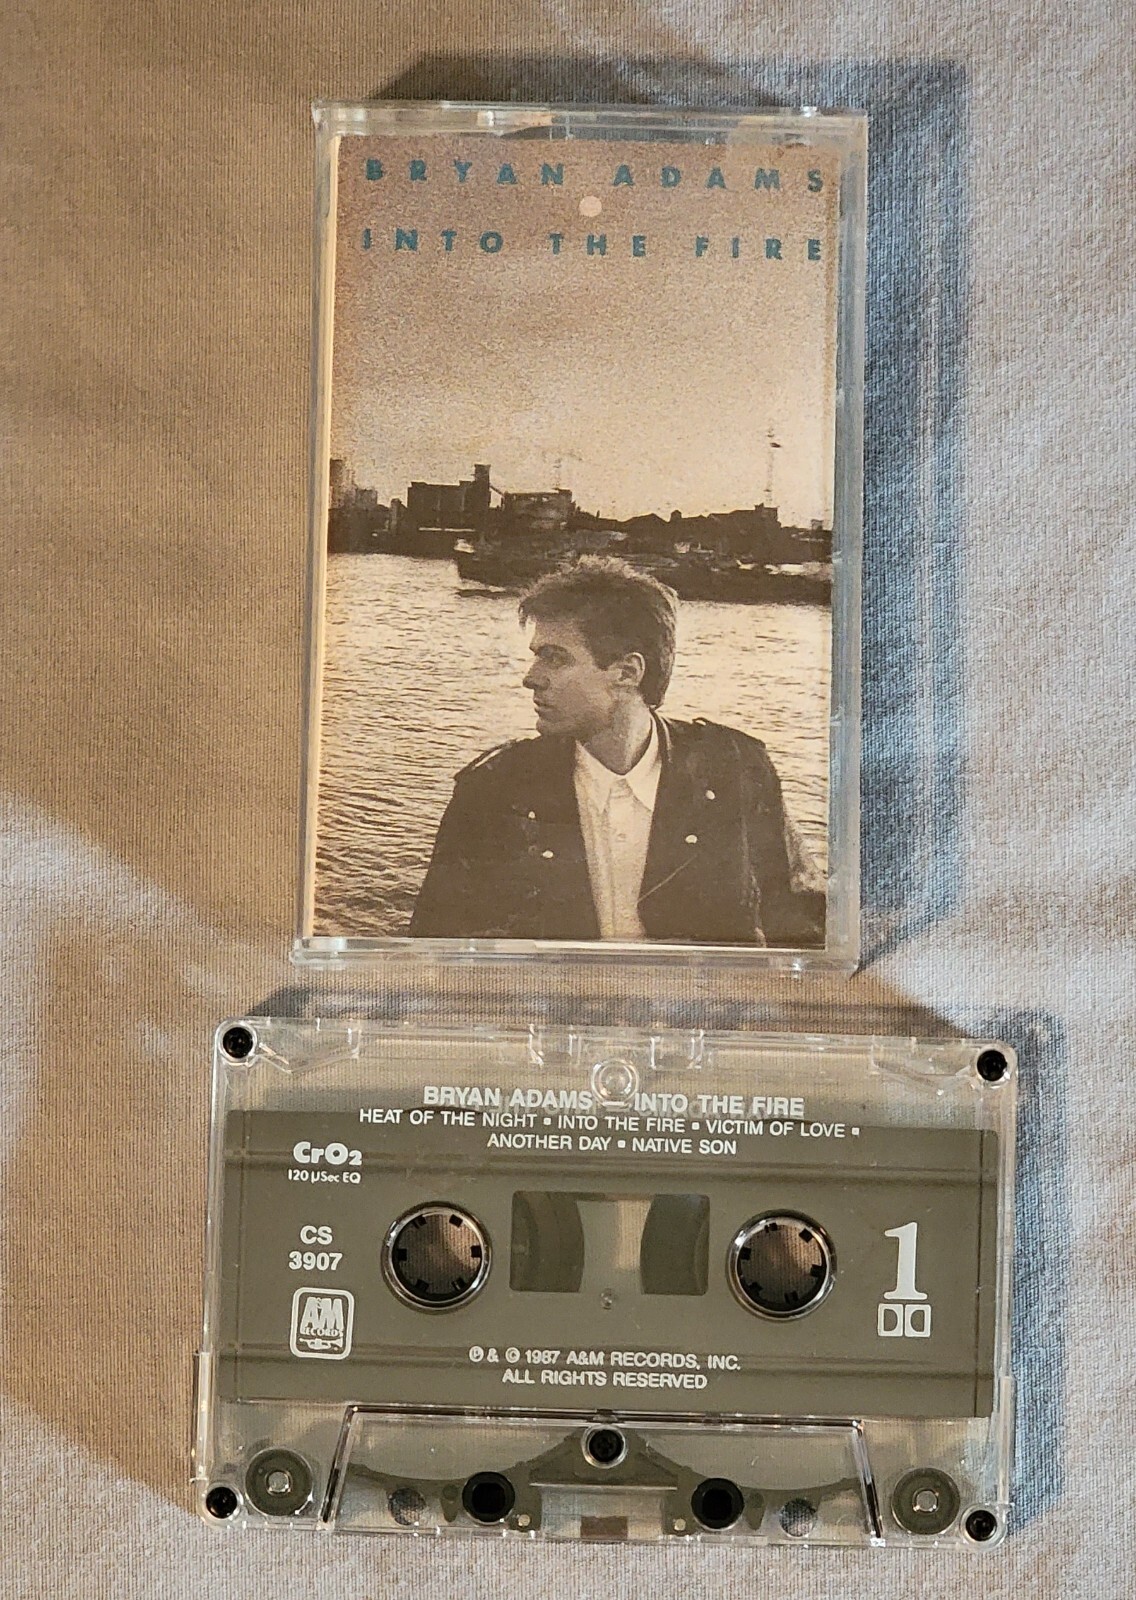 BRYAN ADAMS
INTO THE FIRE
BRYAN ADAMS — INTO THE FIRE
HEAT OF THE NIGHT ▪ INTO THE FIRE ▪ VICTIM OF LOVE ▪
ANOTHER DAY ▪ NATIVE SON
CrO2
120 µSec EQ
CS
3907
1
A&M
RECORDS
℗ & © 1987 A&M RECORDS, INC.
ALL RIGHTS RESERVED